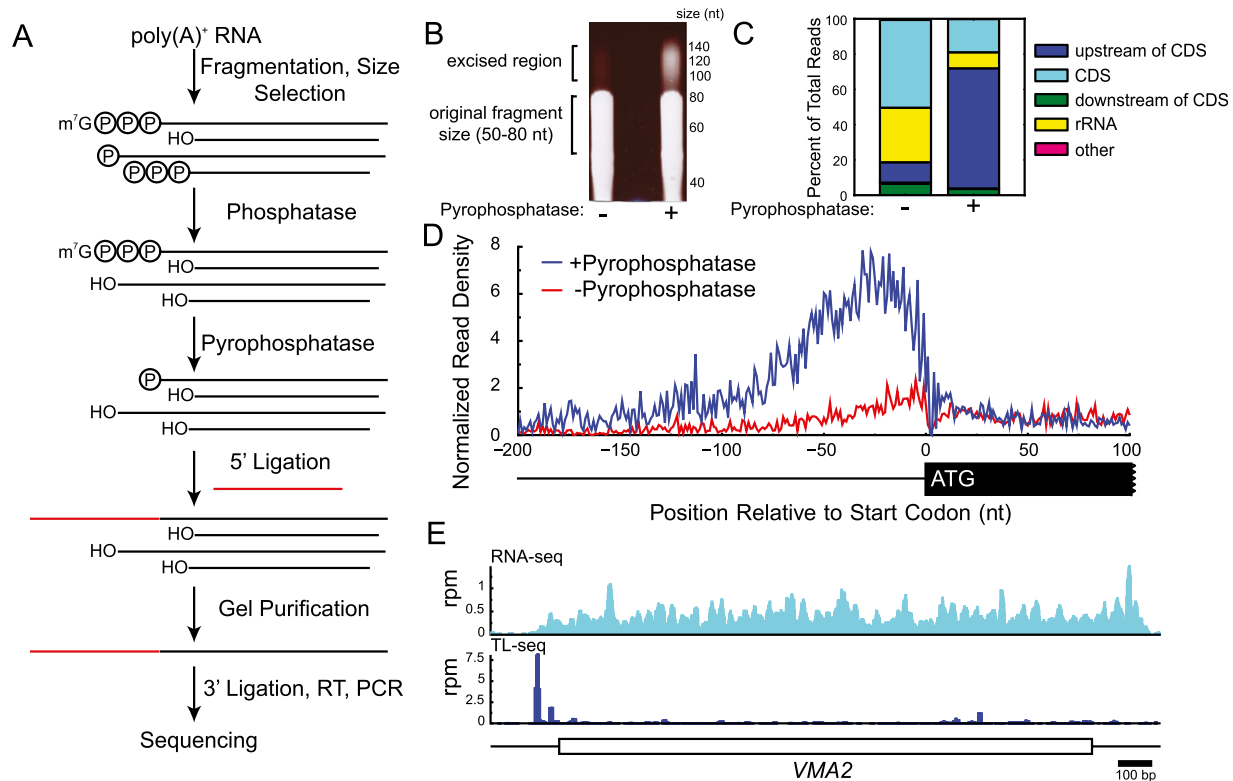 A
poly(A)+ RNA
Fragmentation, Size
Selection
m7G P P P
HO
P
P P P
Phosphatase
m7G P P P
HO
HO
HO
Pyrophosphatase
P
HO
HO
HO
5' Ligation
HO
HO
HO
Gel Purification
3' Ligation, RT, PCR
Sequencing
B
size (nt)
excised region
140
120
100
original fragment
size (50-80 nt)
80
60
40
Pyrophosphatase: - +
C
Percent of Total Reads
100
80
60
40
20
0
upstream of CDS
CDS
downstream of CDS
rRNA
other
Pyrophosphatase: - +
D
Normalized Read Density
8
6
4
2
0
+Pyrophosphatase
-Pyrophosphatase
−200 −150 −100 −50 0 50 100
ATG
Position Relative to Start Codon (nt)
E
RNA-seq
rpm
1
0.5
0
TL-seq
rpm
7.5
5
2.5
0
VMA2
100 bp